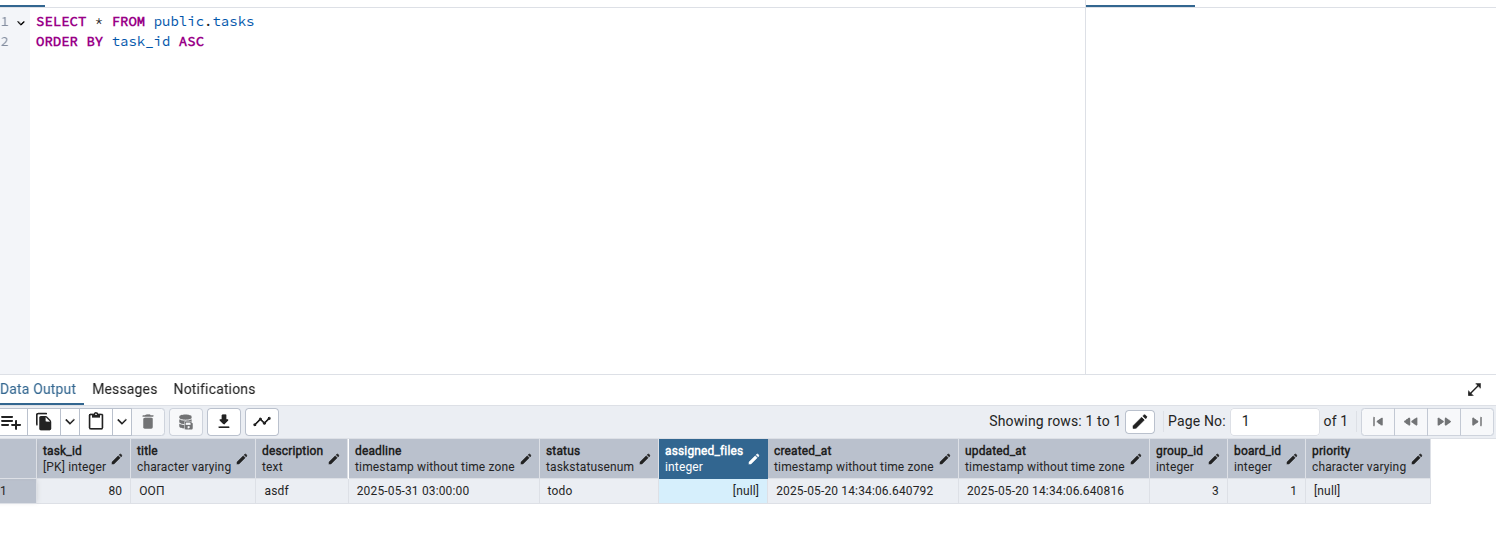 1 SELECT * FROM public.tasks
2 ORDER BY task_id ASC
Data Output Messages Notifications
Showing rows: 1 to 1 Page No: 1 of 1
task_id title description deadline status assigned_files created_at updated_at group_id board_id priority
[PK] integer character varying text timestamp without time zone taskstatusenum integer timestamp without time zone timestamp without time zone integer integer character varying
1 80 ООП asdf 2025-05-31 03:00:00 todo [null] 2025-05-20 14:34:06.640792 2025-05-20 14:34:06.640816 3 1 [null]